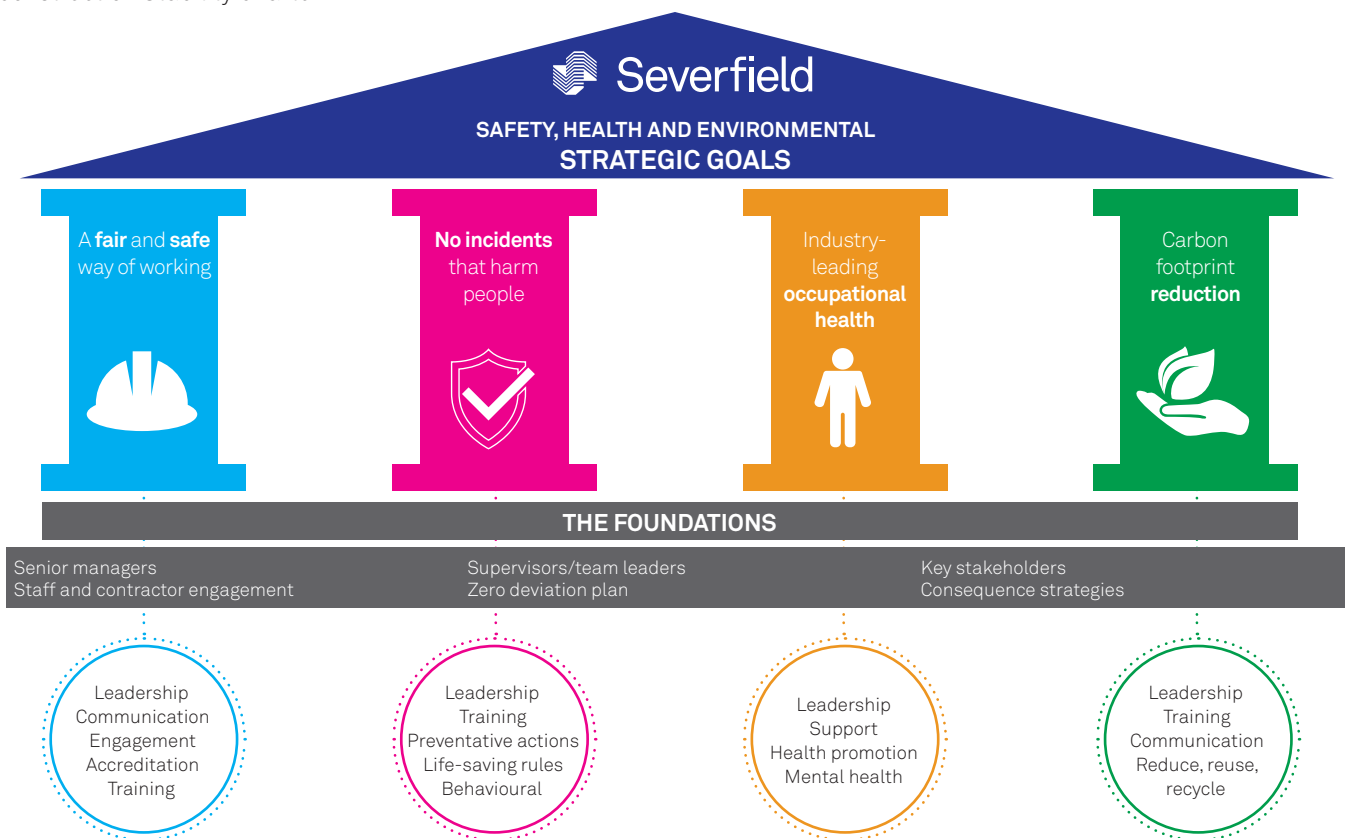 Severfield
SAFETY, HEALTH AND ENVIRONMENTAL
STRATEGIC GOALS
A fair and safe
way of working
No incidents
that harm
people
Industry-
leading
occupational
health
Carbon
footprint
reduction
THE FOUNDATIONS
Senior managers
Staff and contractor engagement
Supervisors/team leaders
Zero deviation plan
Key stakeholders
Consequence strategies
Leadership
Communication
Engagement
Accreditation
Training
Leadership
Training
Preventative actions
Life-saving rules
Behavioural
Leadership
Support
Health promotion
Mental health
Leadership
Training
Communication
Reduce, reuse,
recycle